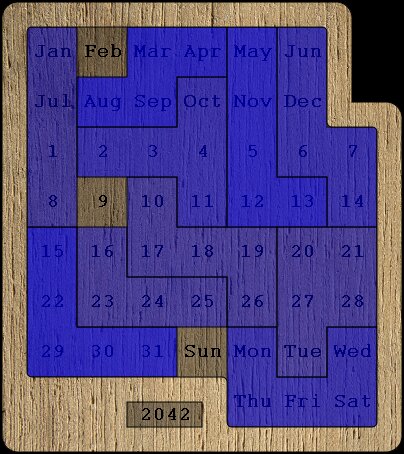 Jan Feb Mar Apr May Jun
Jul Aug Sep Oct Nov Dec
1 2 3 4 5 6 7
8 9 10 11 12 13 14
15 16 17 18 19 20 21
22 23 24 25 26 27 28
29 30 31 Sun Mon Tue Wed
Thu Fri Sat
2042